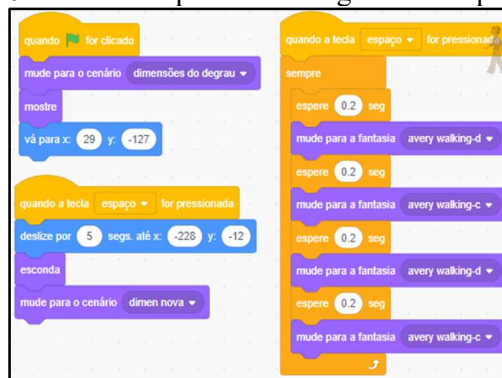 quando for clicado
mude para o cenário dimensões do degrau
mostre
vá para x: 29 y: -127
quando a tecla espaço for pressionada
deslize por 5 segs. até x: -228 y: -12
esconda
mude para o cenário dimen nova
quando a tecla espaço for pressionada
sempre
espere 0.2 seg
mude para a fantasia avery walking-d
espere 0.2 seg
mude para a fantasia avery walking-c
espere 0.2 seg
mude para a fantasia avery walking-d
espere 0.2 seg
mude para a fantasia avery walking-c